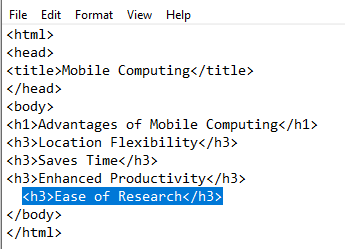 File Edit Format View Help
<html>
<head>
<title>Mobile Computing</title>
</head>
<body>
<h1>Advantages of Mobile Computing</h1>
<h3>Location Flexibility</h3>
<h3>Saves Time</h3>
<h3>Enhanced Productivity</h3>
<h3>Ease of Research</h3>
</body>
</html>